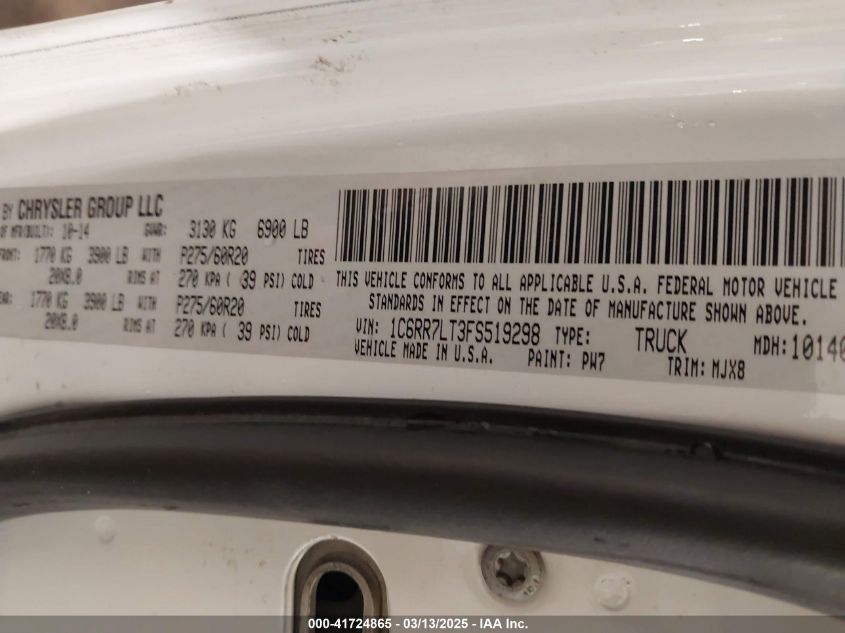 BY CHRYSLER GROUP LLC
OF MFR(BUILT): 10-14 GVWR: 3130 KG 6900 LB
FRONT: 1770 KG 3900 LB WITH P275/60R20 TIRES
20X8.0 RIMS AT 270 KPA ( 39 PSI) COLD
EAR: 1770 KG 3900 LB WITH P275/60R20 TIRES
20X8.0 RIMS AT 270 KPA ( 39 PSI) COLD
THIS VEHICLE CONFORMS TO ALL APPLICABLE U.S.A. FEDERAL MOTOR VEHICLE
STANDARDS IN EFFECT ON THE DATE OF MANUFACTURE SHOWN ABOVE.
VIN: 1C6RR7LT3FS519298 TYPE: TRUCK MDH: 10140
VEHICLE MADE IN U.S.A. PAINT: PW7 TRIM: MJX8
000-41724865 - 03/13/2025 - IAA Inc.